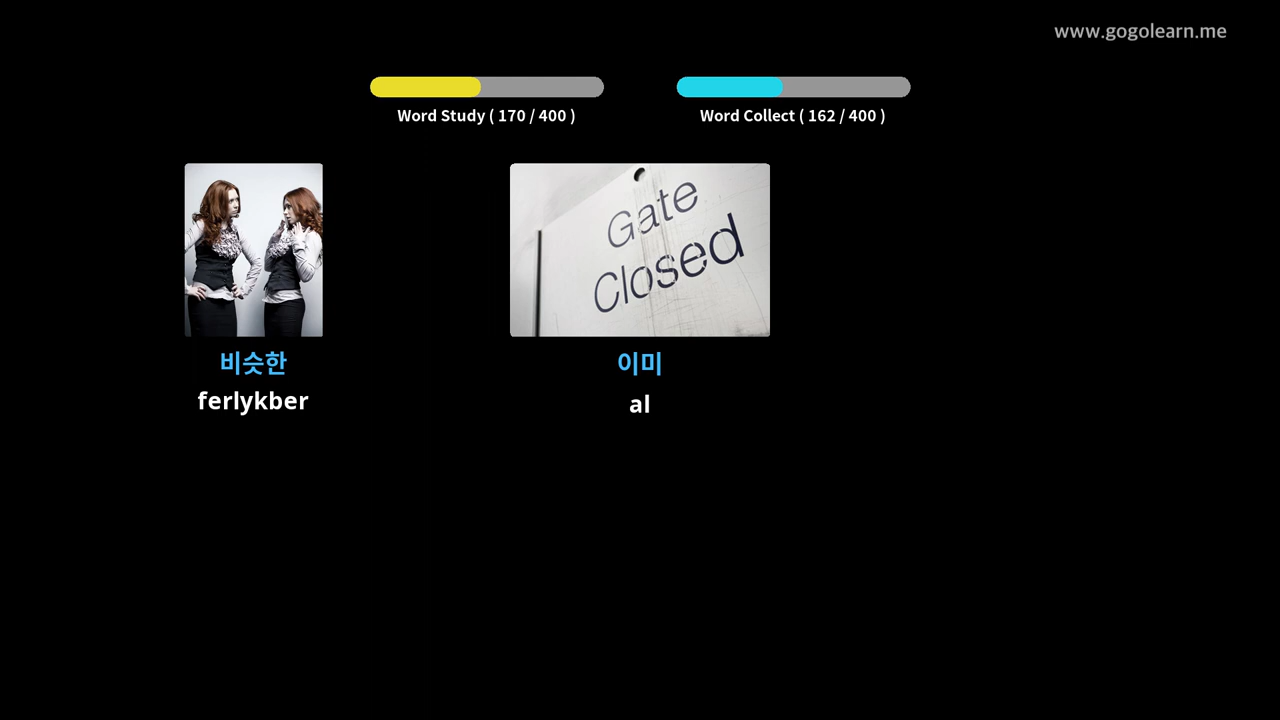 www.gogolearn.me
Word Study ( 170 / 400 )
Word Collect ( 162 / 400 )
Gate
Closed
비슷한
ferlykber
이미
al